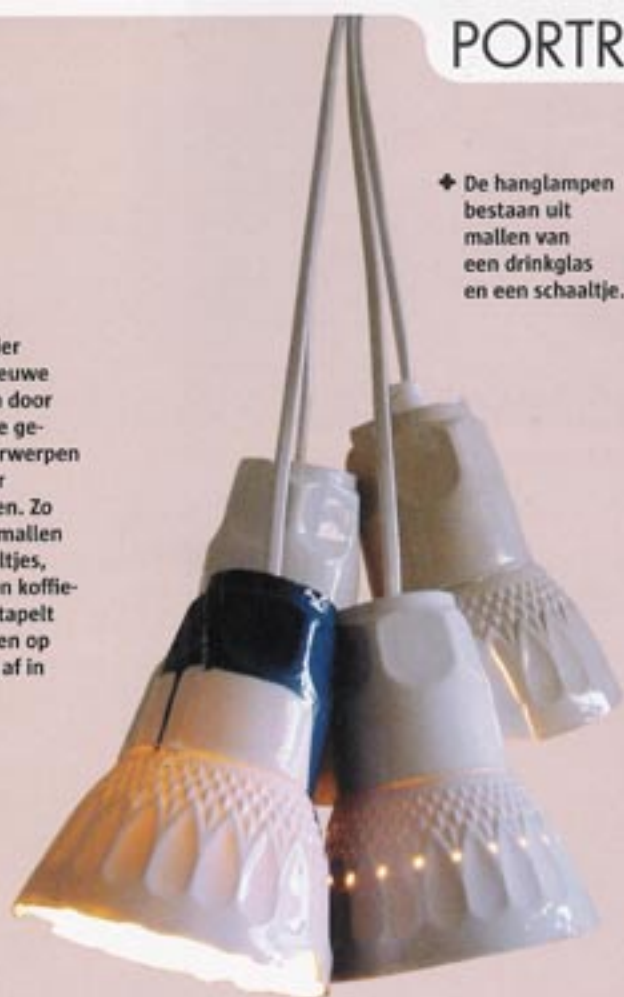 PORTR
✤ De hanglampen
bestaan uit
mallen van
een drinkglas
en een schaaltje.
ier
euwe
door
e ge-
rwerpen
r
en. Zo
mallen
ltjes,
n koffie-
tapelt
en op
af in